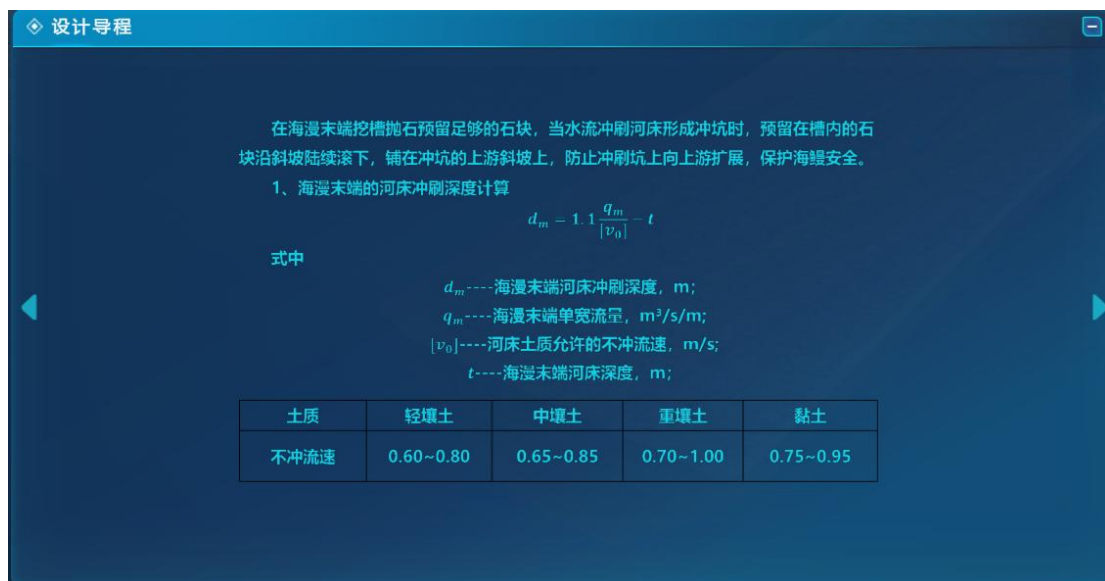 设计导程
在海漫末端挖槽抛石预留足够的石块，当水流冲刷河床形成冲坑时，预留在槽内的石
块沿斜坡陆续滚下，铺在冲坑的上游斜坡上，防止冲刷坑上向上游扩展，保护海鳗安全。
1、海漫末端的河床冲刷深度计算
d_m = 1.1 q_m/[v_0] - t
式中
d_m----海漫末端河床冲刷深度，m；
q_m----海漫末端单宽流量，m³/s/m;
[v_0]----河床土质允许的不冲流速，m/s;
t----海漫末端河床深度，m；
土质 轻壤土 中壤土 重壤土 黏土
不冲流速 0.60~0.80 0.65~0.85 0.70~1.00 0.75~0.95